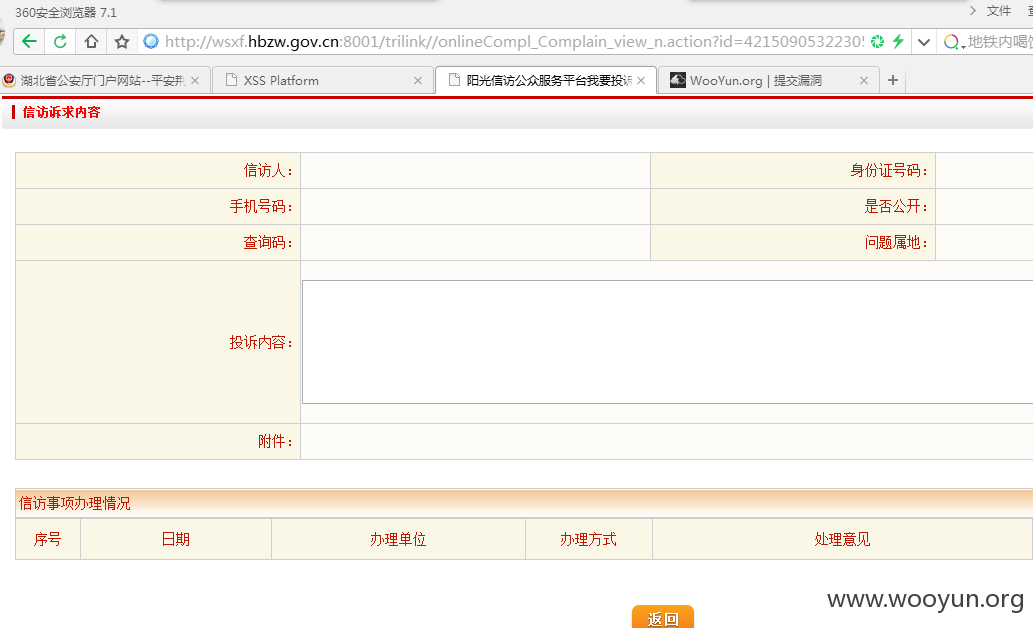 360安全浏览器 7.1
文件
http://wsxf.hbzw.gov.cn:8001/trilink//onlineCompl_Complain_view_n.action?id=4215090532230
地铁内喝
湖北省公安厅门户网站--平安荆
XSS Platform
阳光信访公众服务平台我要投诉
WooYun.org | 提交漏洞
信访诉求内容
信访人：
身份证号码：
手机号码：
是否公开：
查询码：
问题属地：
投诉内容：
附件：
信访事项办理情况
序号 日期 办理单位 办理方式 处理意见
www.wooyun.org
返回